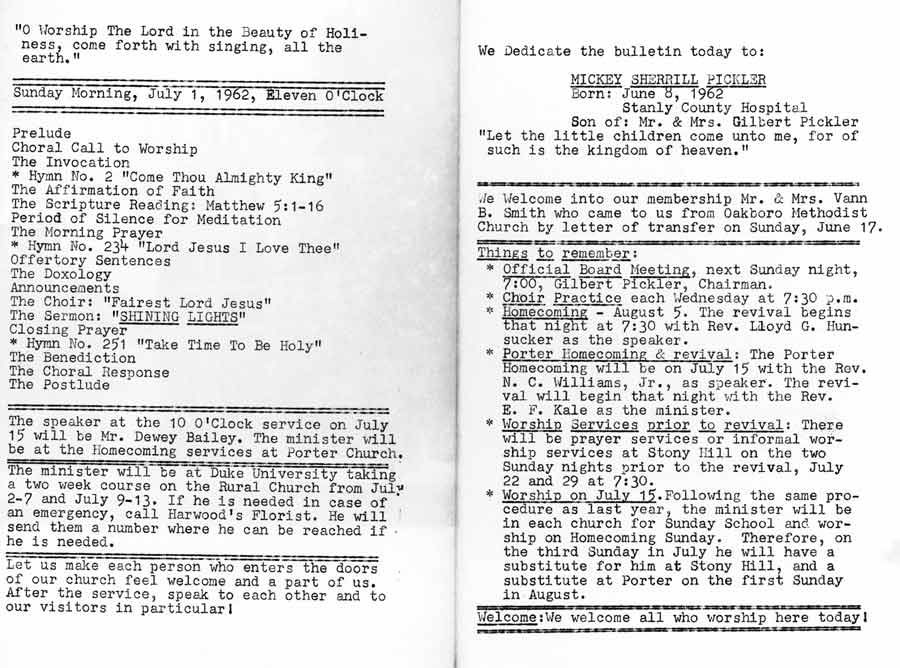 "O Worship The Lord in the Beauty of Holi-
ness, come forth with singing, all the
earth."
Sunday Morning, July 1, 1962, Eleven O'Clock
Prelude
Choral Call to Worship
The Invocation
* Hymn No. 2 "Come Thou Almighty King"
The Affirmation of Faith
The Scripture Reading: Matthew 5:1-16
Period of Silence for Meditation
The Morning Prayer
* Hymn No. 234 "Lord Jesus I Love Thee"
Offertory Sentences
The Doxology
Announcements
The Choir: "Fairest Lord Jesus"
The Sermon: "SHINING LIGHTS"
Closing Prayer
* Hymn No. 251 "Take Time To Be Holy"
The Benediction
The Choral Response
The Postlude
The speaker at the 10 O'Clock service on July
15 will be Mr. Dewey Bailey. The minister will
be at the Homecoming services at Porter Church.
The minister will be at Duke University taking
a two week course on the Rural Church from July
2-7 and July 9-13. If he is needed in case of
an emergency, call Harwood's Florist. He will
send them a number where he can be reached if
he is needed.
Let us make each person who enters the doors
of our church feel welcome and a part of us.
After the service, speak to each other and to
our visitors in particular!
We Dedicate the bulletin today to:
MICKEY SHERRILL PICKLER
Born: June 8, 1962
Stanly County Hospital
Son of: Mr. & Mrs. Gilbert Pickler
"Let the little children come unto me, for of
such is the kingdom of heaven."
We Welcome into our membership Mr. & Mrs. Vann
B. Smith who came to us from Oakboro Methodist
Church by letter of transfer on Sunday, June 17.
Things to remember:
* Official Board Meeting, next Sunday night,
7:00, Gilbert Pickler, Chairman.
* Choir Practice each Wednesday at 7:30 p.m.
* Homecoming - August 5. The revival begins
that night at 7:30 with Rev. Lloyd G. Hun-
sucker as the speaker.
* Porter Homecoming & revival: The Porter
Homecoming will be on July 15 with the Rev.
N. C. Williams, Jr., as speaker. The revi-
val will begin that night with the Rev.
E. F. Kale as the minister.
* Worship Services prior to revival: There
will be prayer services or informal wor-
ship services at Stony Hill on the two
Sunday nights prior to the revival, July
22 and 29 at 7:30.
* Worship on July 15.Following the same pro-
cedure as last year, the minister will be
in each church for Sunday School and wor-
ship on Homecoming Sunday. Therefore, on
the third Sunday in July he will have a
substitute for him at Stony Hill, and a
substitute at Porter on the first Sunday
in August.
Welcome:We welcome all who worship here today!